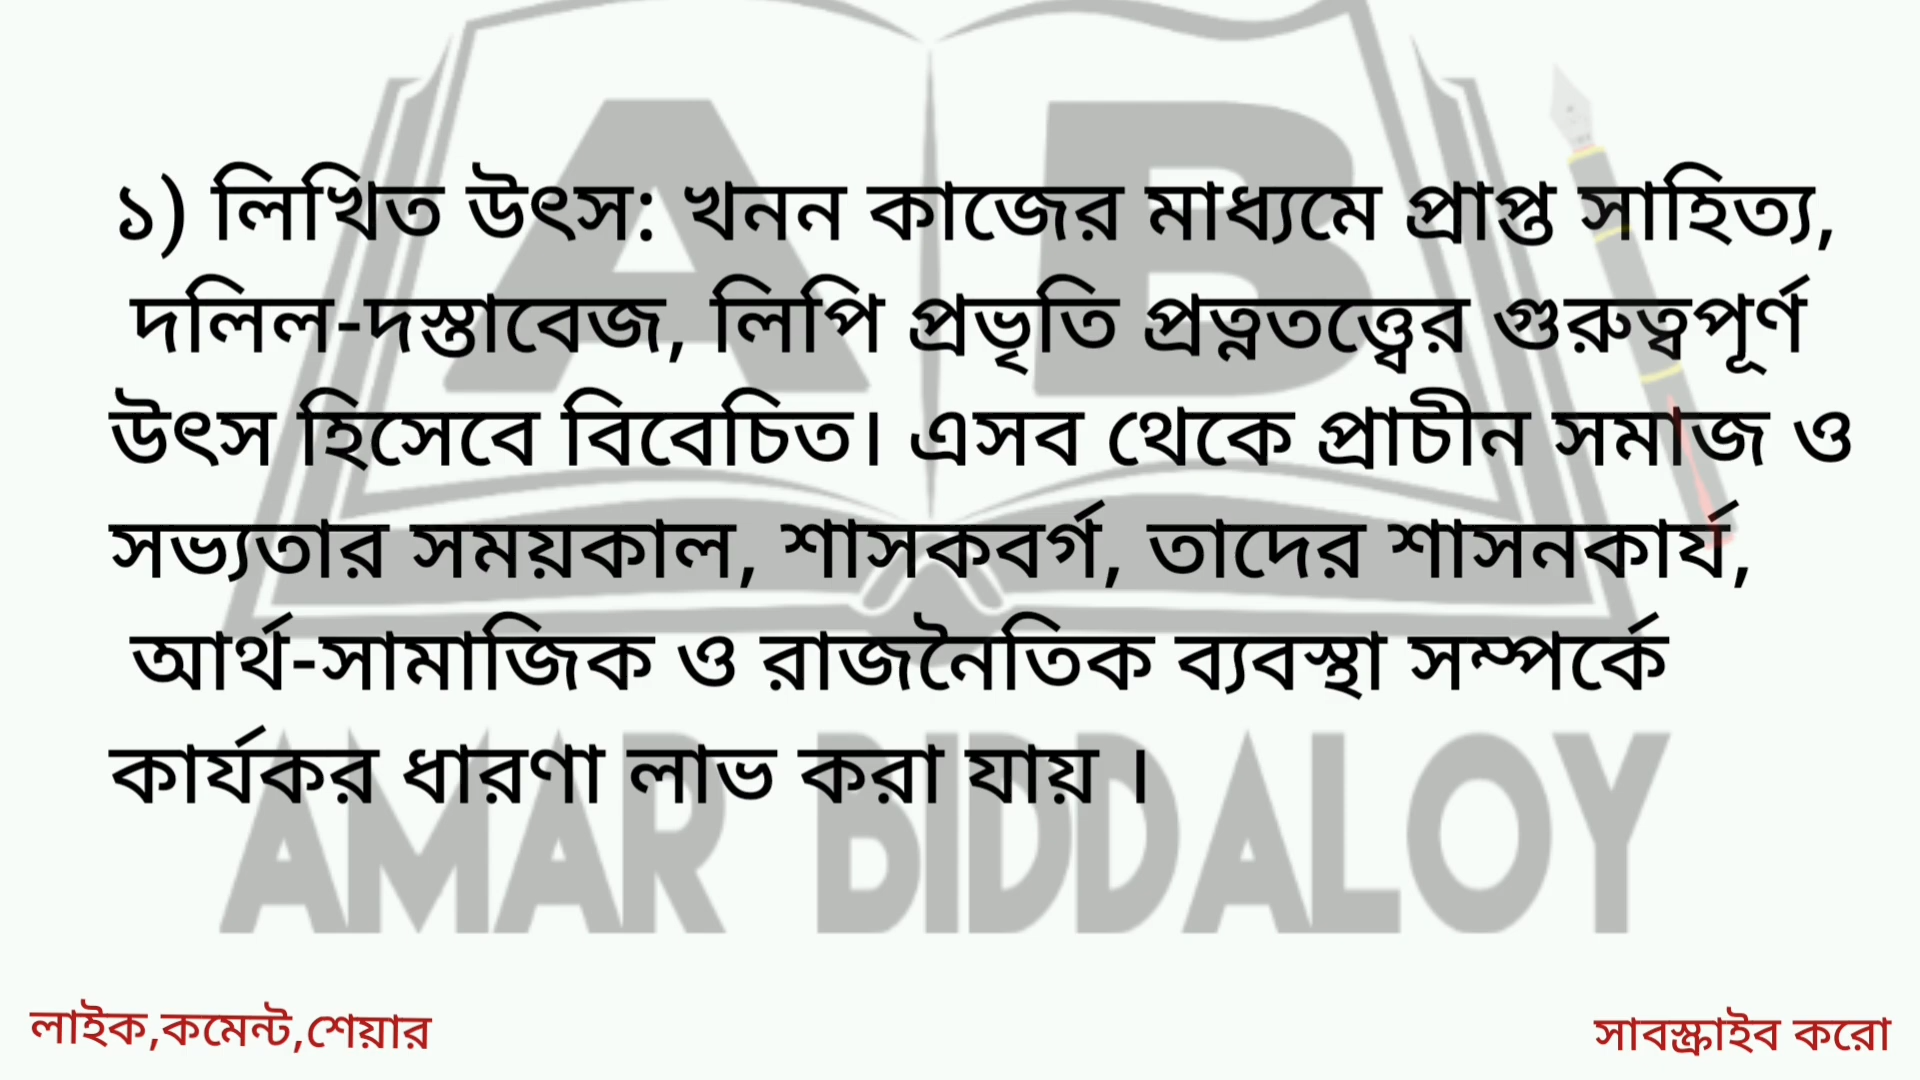 ১) লিখিত উৎস: খনন কাজের মাধ্যমে প্রাপ্ত সাহিত্য,
দলিল-দস্তাবেজ, লিপি প্রভৃতি প্রত্নতত্ত্বের গুরুত্বপূর্ণ
উৎস হিসেবে বিবেচিত। এসব থেকে প্রাচীন সমাজ ও
সভ্যতার সময়কাল, শাসকবর্গ, তাদের শাসনকার্য,
আর্থ-সামাজিক ও রাজনৈতিক ব্যবস্থা সম্পর্কে
কার্যকর ধারণা লাভ করা যায় ।
A B
AMAR BIDDALOY
লাইক,কমেন্ট,শেয়ার
সাবস্ক্রাইব করো